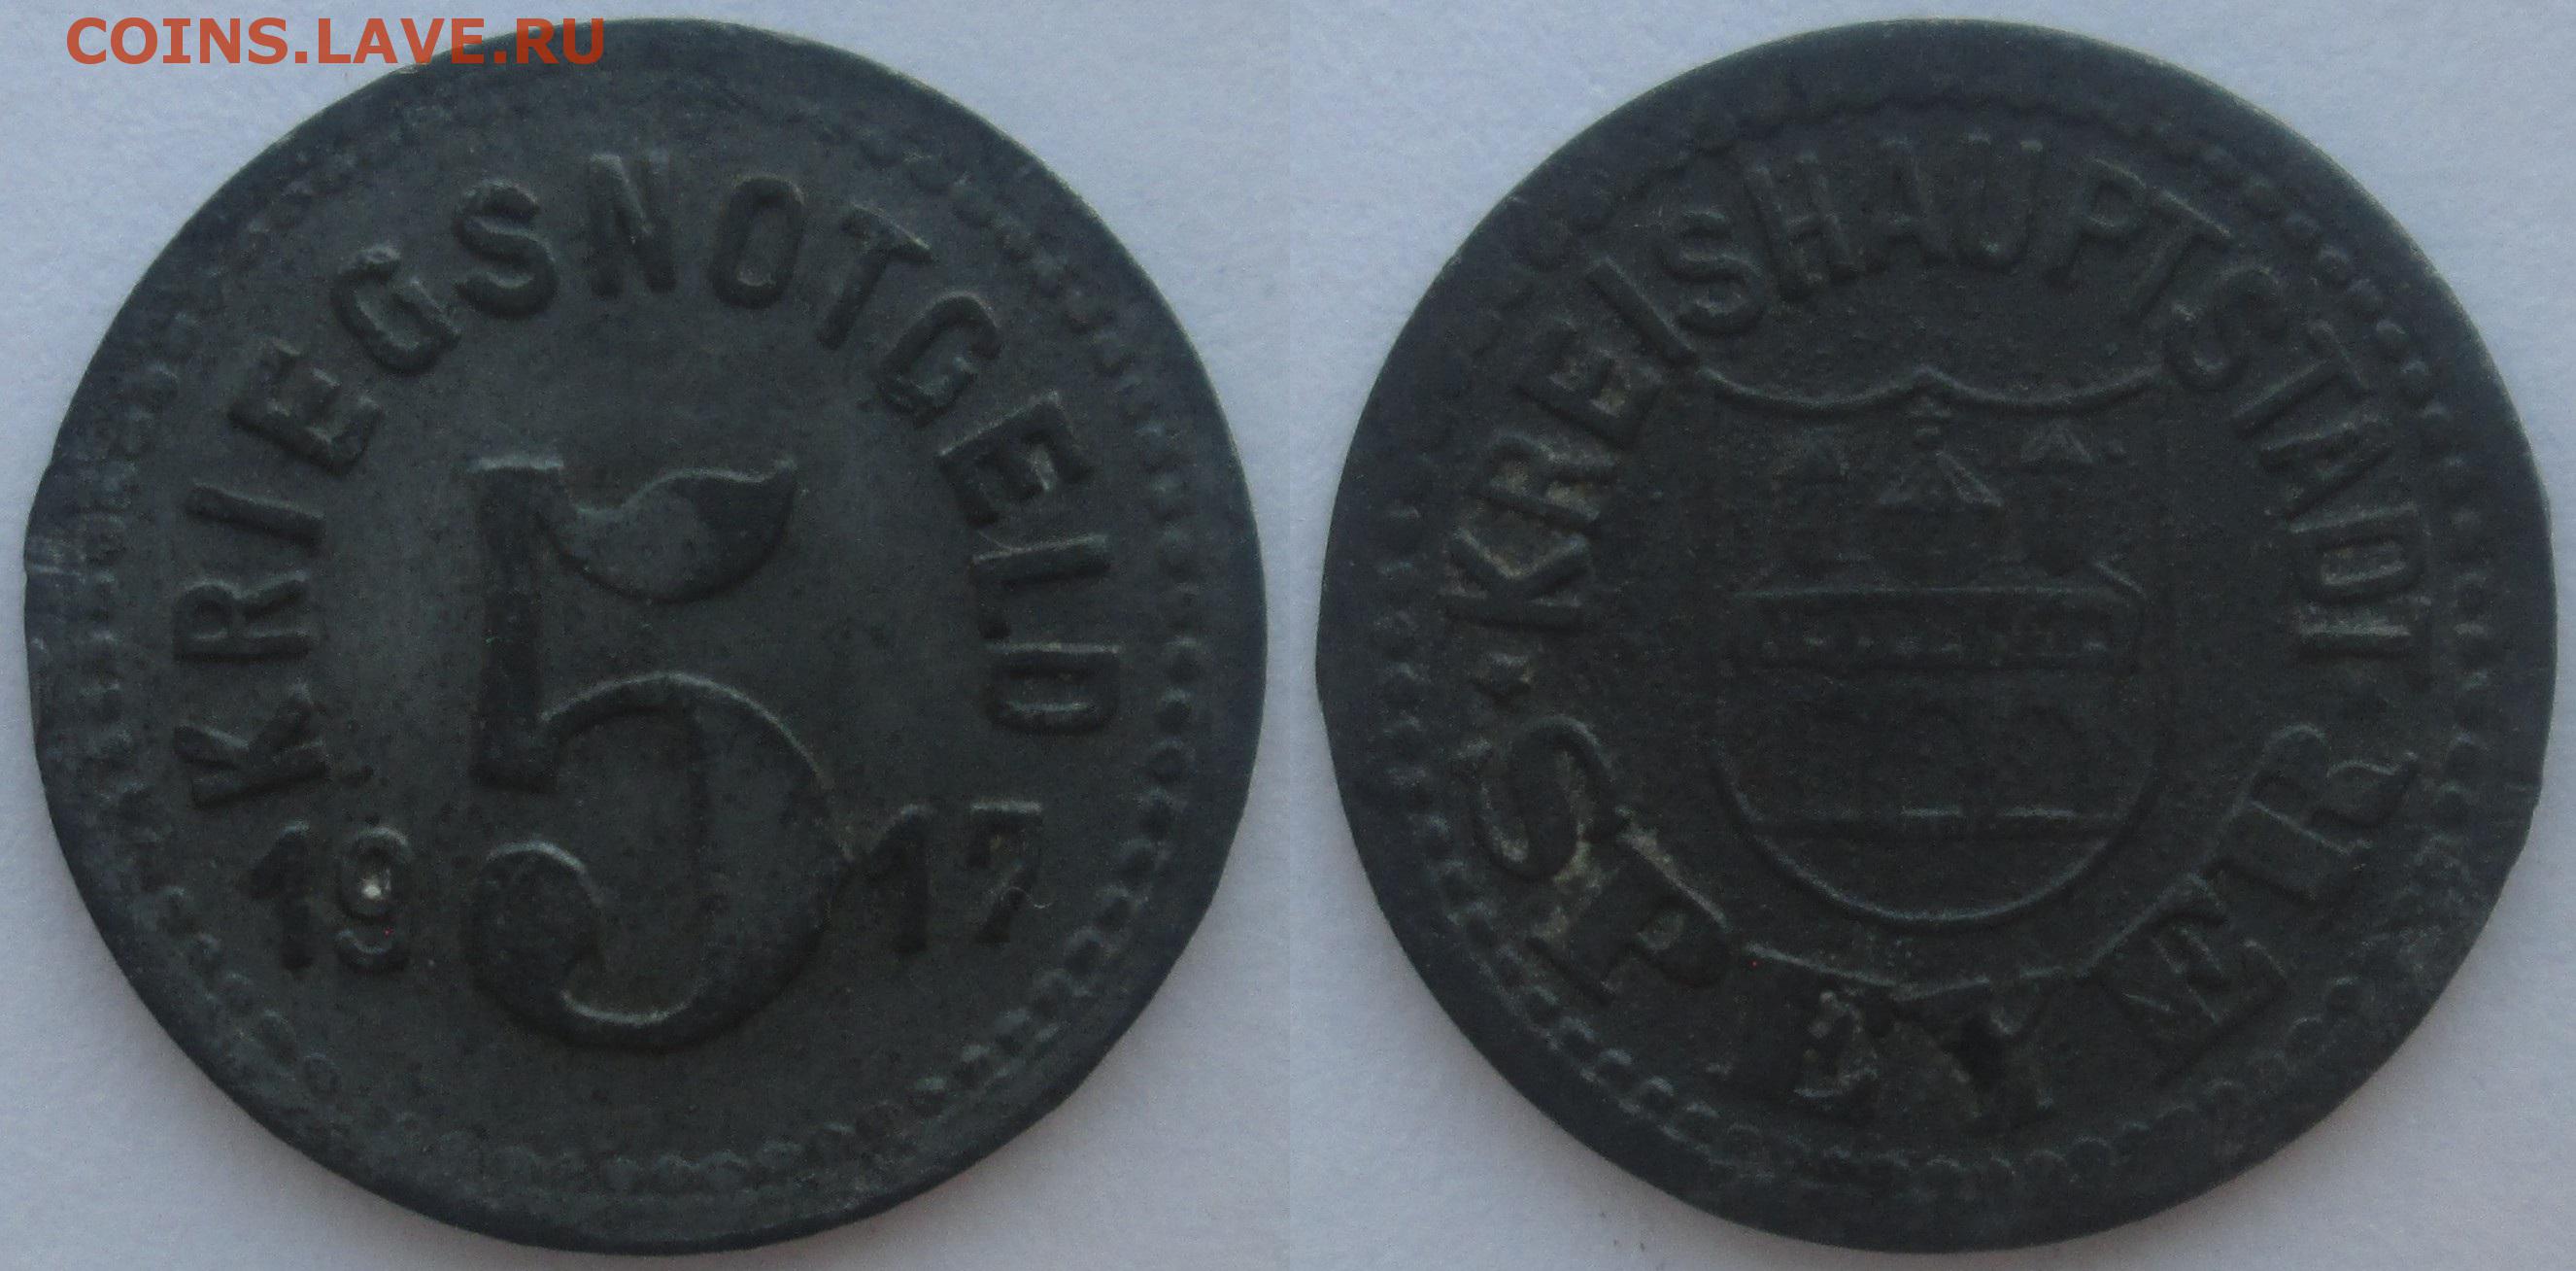 COINS.LAVE.RU
KRIEGSNOTGELD
5
1917
KREISHAUPTSTADT
SPEYER